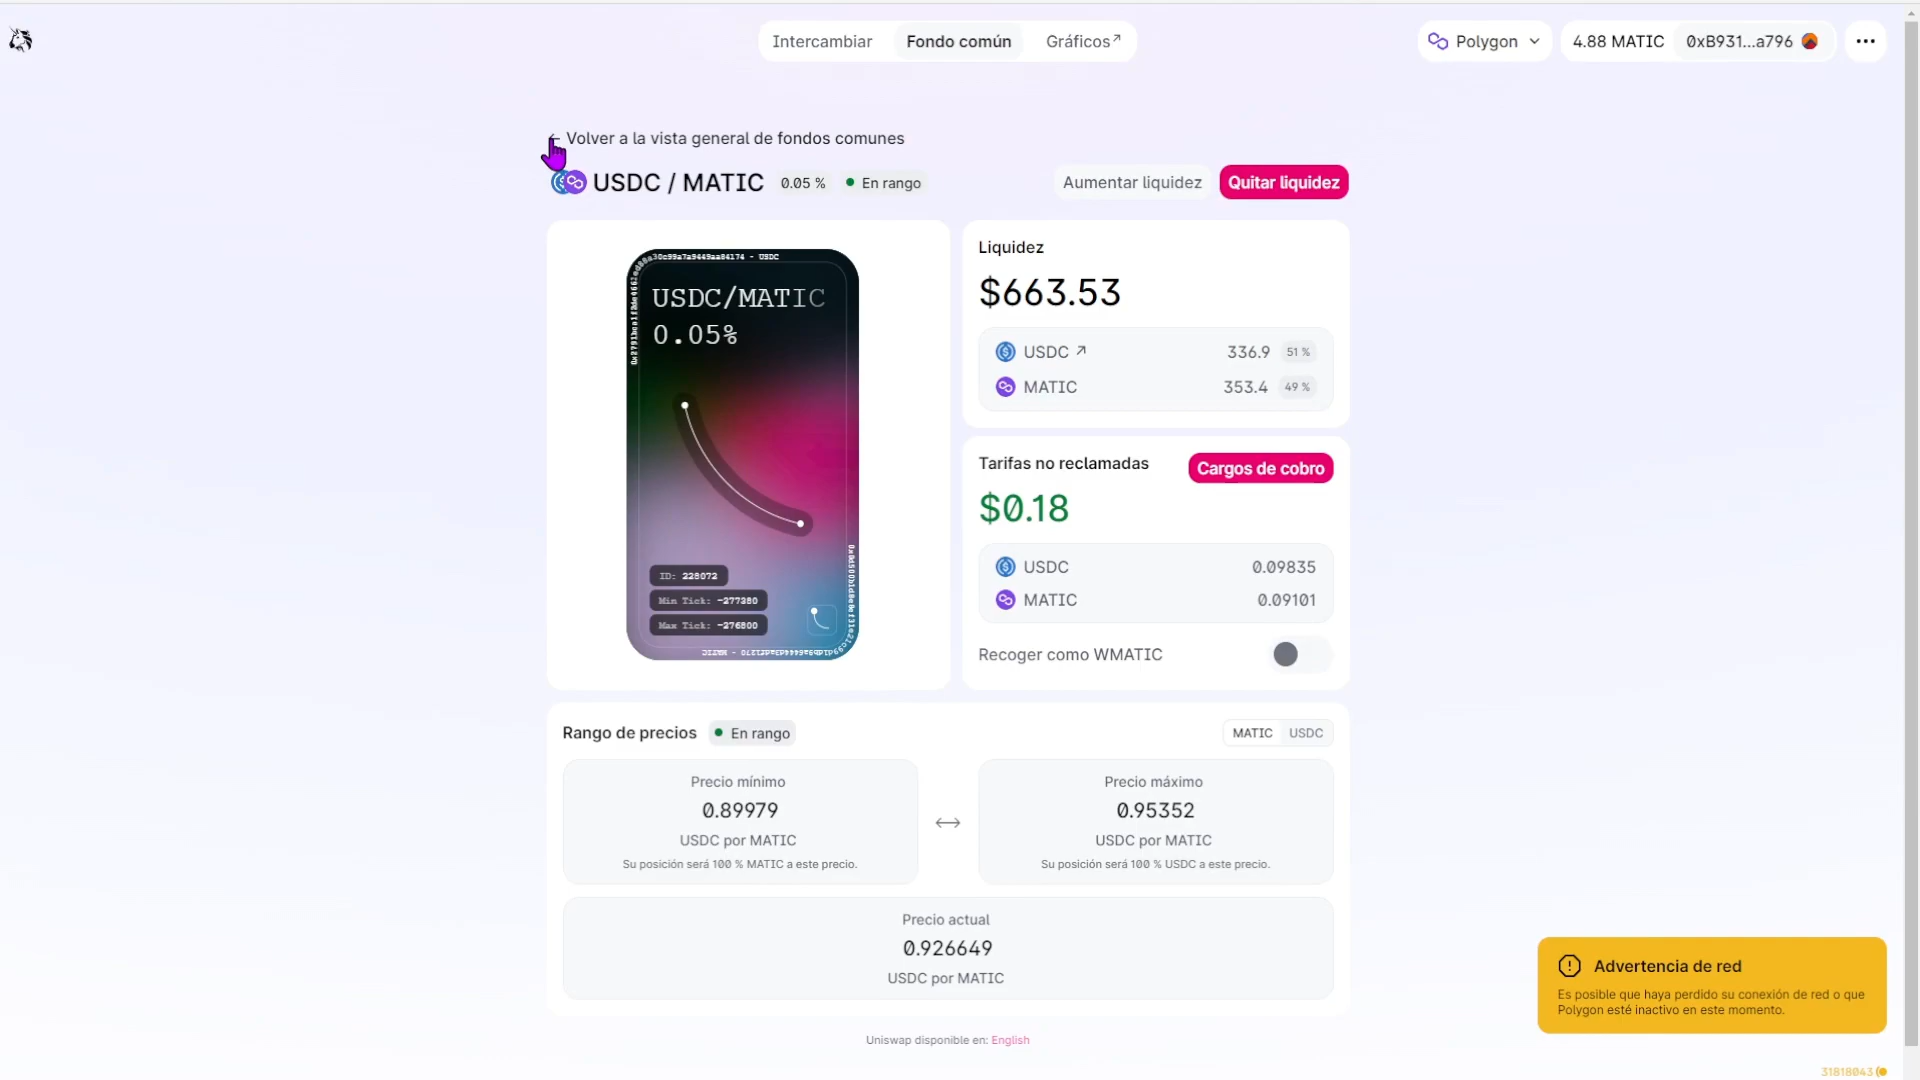 Intercambiar
Fondo común
Gráficos↗
Polygon
4.88 MATIC
0xB931...a796
← Volver a la vista general de fondos comunes
USDC / MATIC
0.05 %
En rango
Aumentar liquidez
Quitar liquidez
USDC/MATIC
0.05%
ID: 228072
Min Tick: -277280
Max Tick: -276800
Liquidez
$663.53
USDC ↗ 336.9 51 %
MATIC 353.4 49 %
Tarifas no reclamadas
Cargos de cobro
$0.18
USDC 0.09835
MATIC 0.09101
Recoger como WMATIC
Rango de precios
En rango
MATIC USDC
Precio mínimo
0.89979
USDC por MATIC
Su posición será 100 % MATIC a este precio.
Precio máximo
0.95352
USDC por MATIC
Su posición será 100 % USDC a este precio.
Precio actual
0.926649
USDC por MATIC
Uniswap disponible en: English
Advertencia de red
Es posible que haya perdido su conexión de red o que
Polygon esté inactivo en este momento.
31818043